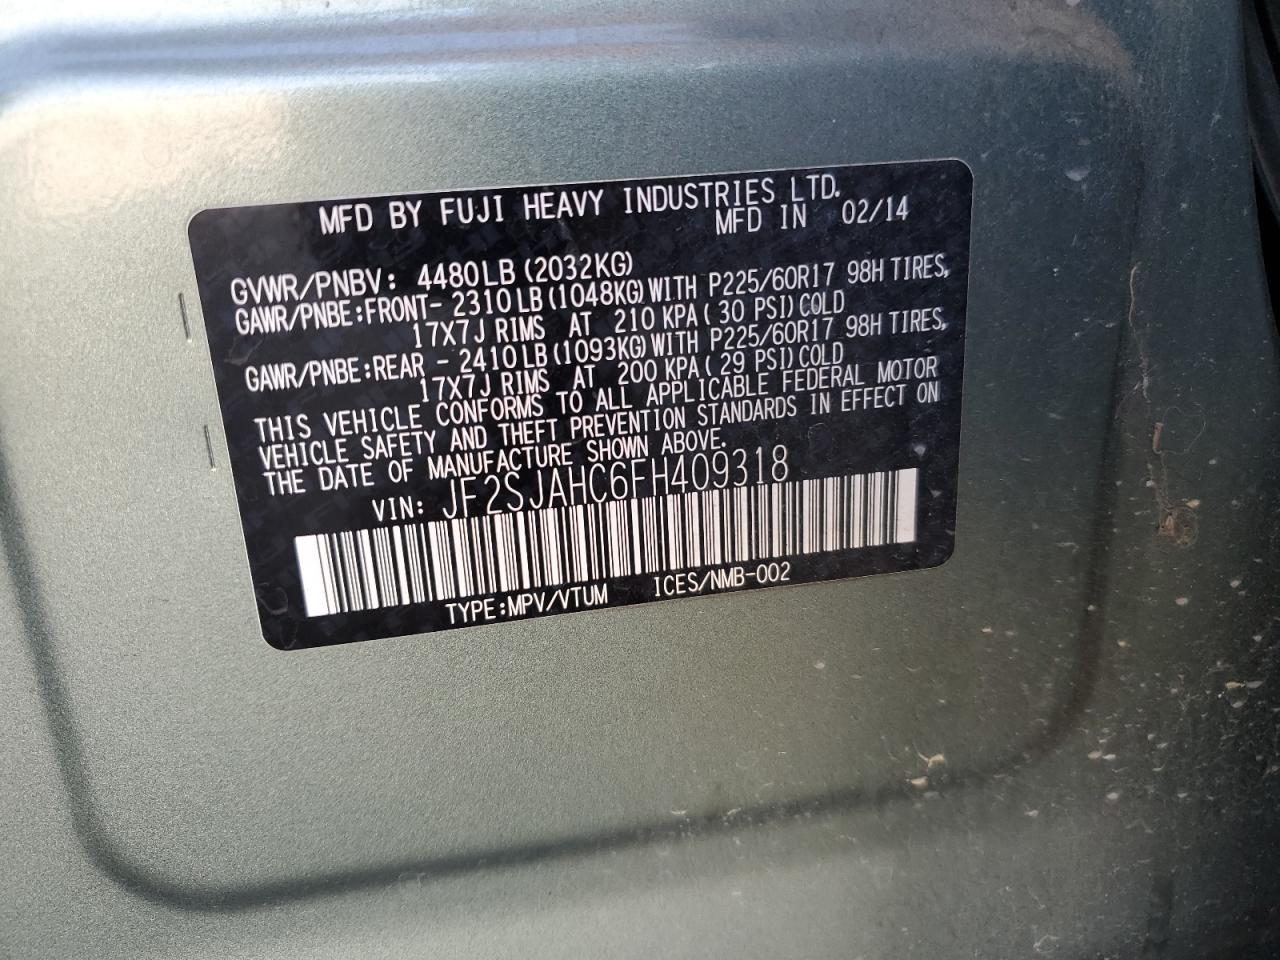 MFD BY FUJI HEAVY INDUSTRIES LTD.
MFD IN 02/14
GVWR/PNBV: 4480LB (2032KG)
GAWR/PNBE:FRONT- 2310LB(1048KG)WITH P225/60R17 98H TIRES,
17X7J RIMS AT 210 KPA( 30 PSI)COLD
GAWR/PNBE:REAR - 2410LB(1093KG)WITH P225/60R17 98H TIRES,
17X7J RIMS AT 200 KPA( 29 PSI)COLD
THIS VEHICLE CONFORMS TO ALL APPLICABLE FEDERAL MOTOR
VEHICLE SAFETY AND THEFT PREVENTION STANDARDS IN EFFECT ON
THE DATE OF MANUFACTURE SHOWN ABOVE.
VIN: JF2SJAHC6FH409318
TYPE:MPV/VTUM ICES/NMB-002